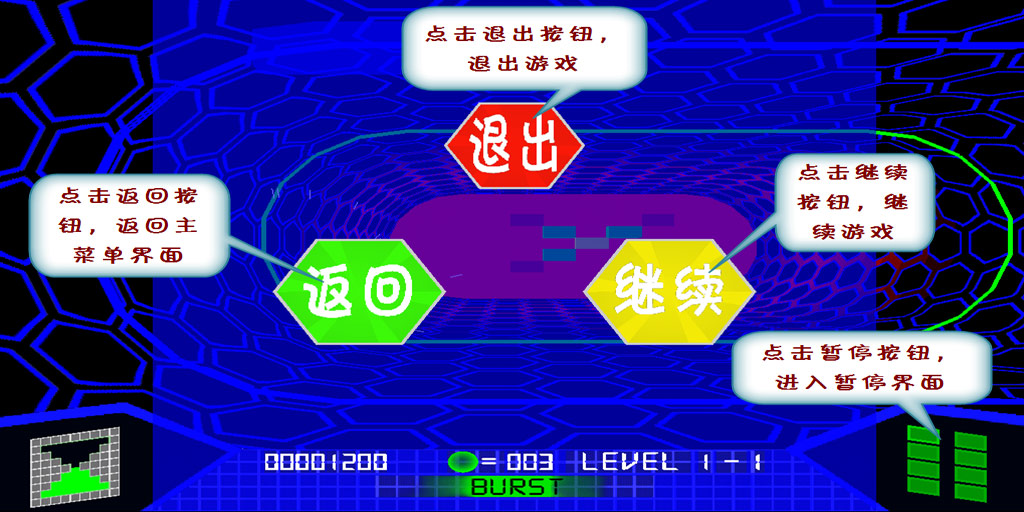 点击退出按钮，
退出游戏
退出
点击返回按
钮，返回主
菜单界面
点击继续
按钮，继
续游戏
返回
继续
点击暂停按钮，
进入暂停界面
00001200 = 003 LEVEL 1-1
BURST